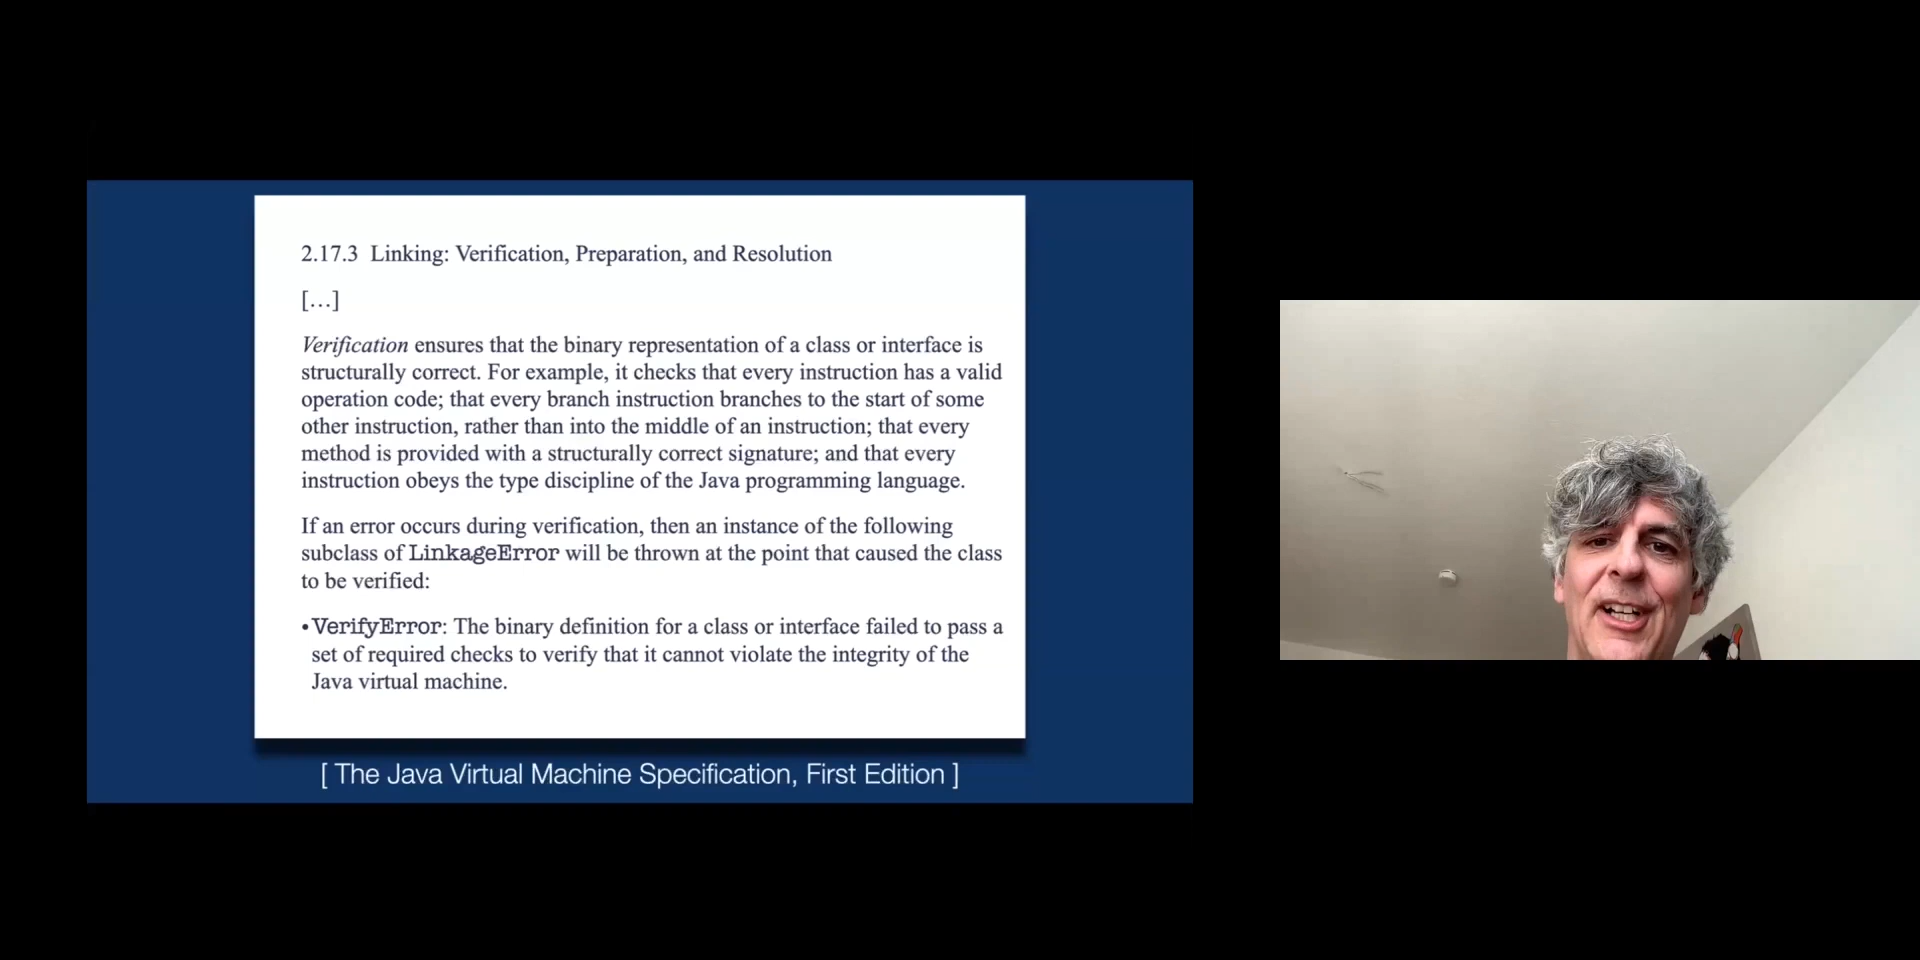 2.17.3 Linking: Verification, Preparation, and Resolution
[…]
Verification ensures that the binary representation of a class or interface is
structurally correct. For example, it checks that every instruction has a valid
operation code; that every branch instruction branches to the start of some
other instruction, rather than into the middle of an instruction; that every
method is provided with a structurally correct signature; and that every
instruction obeys the type discipline of the Java programming language.
If an error occurs during verification, then an instance of the following
subclass of LinkageError will be thrown at the point that caused the class
to be verified:
•VerifyError: The binary definition for a class or interface failed to pass a
set of required checks to verify that it cannot violate the integrity of the
Java virtual machine.
[ The Java Virtual Machine Specification, First Edition ]